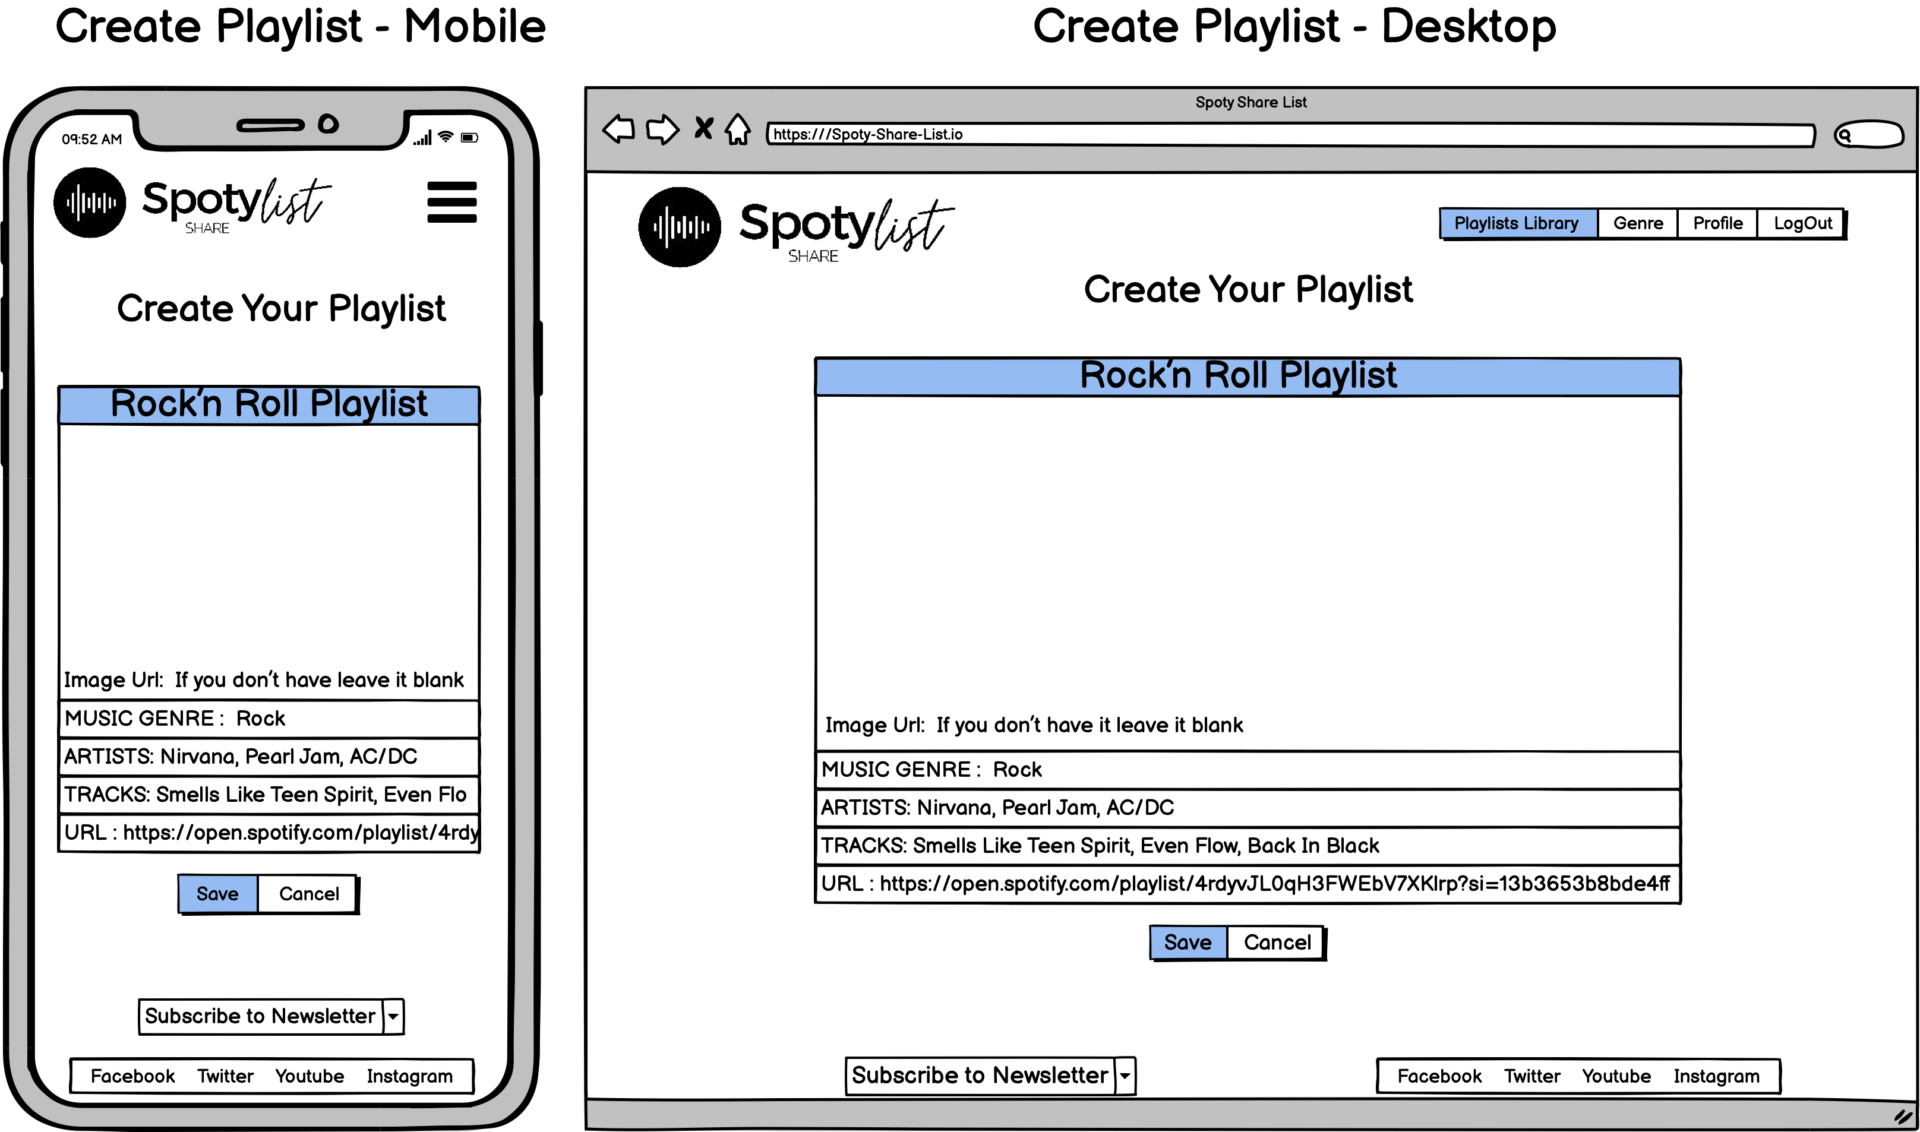 Create Playlist - Mobile
09:52 AM
Spotylist
SHARE
Create Your Playlist
Rock'n Roll Playlist
Image Url: If you don't have leave it blank
MUSIC GENRE : Rock
ARTISTS: Nirvana, Pearl Jam, AC/DC
TRACKS: Smells Like Teen Spirit, Even Flo
URL : https://open.spotify.com/playlist/4rdy
Save Cancel
Subscribe to Newsletter
Facebook Twitter Youtube Instagram
Create Playlist - Desktop
Spoty Share List
https:///Spoty-Share-List.io
Spotylist
SHARE
Playlists Library Genre Profile LogOut
Create Your Playlist
Rock'n Roll Playlist
Image Url: If you don't have it leave it blank
MUSIC GENRE : Rock
ARTISTS: Nirvana, Pearl Jam, AC/DC
TRACKS: Smells Like Teen Spirit, Even Flow, Back In Black
URL : https://open.spotify.com/playlist/4rdyvJL0qH3FWEbV7XKlrp?si=13b3653b8bde4ff
Save Cancel
Subscribe to Newsletter
Facebook Twitter Youtube Instagram